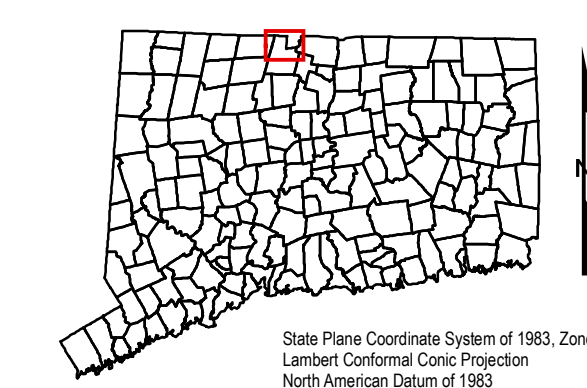 N
State Plane Coordinate System of 1983, Zon
Lambert Conformal Conic Projection
North American Datum of 1983